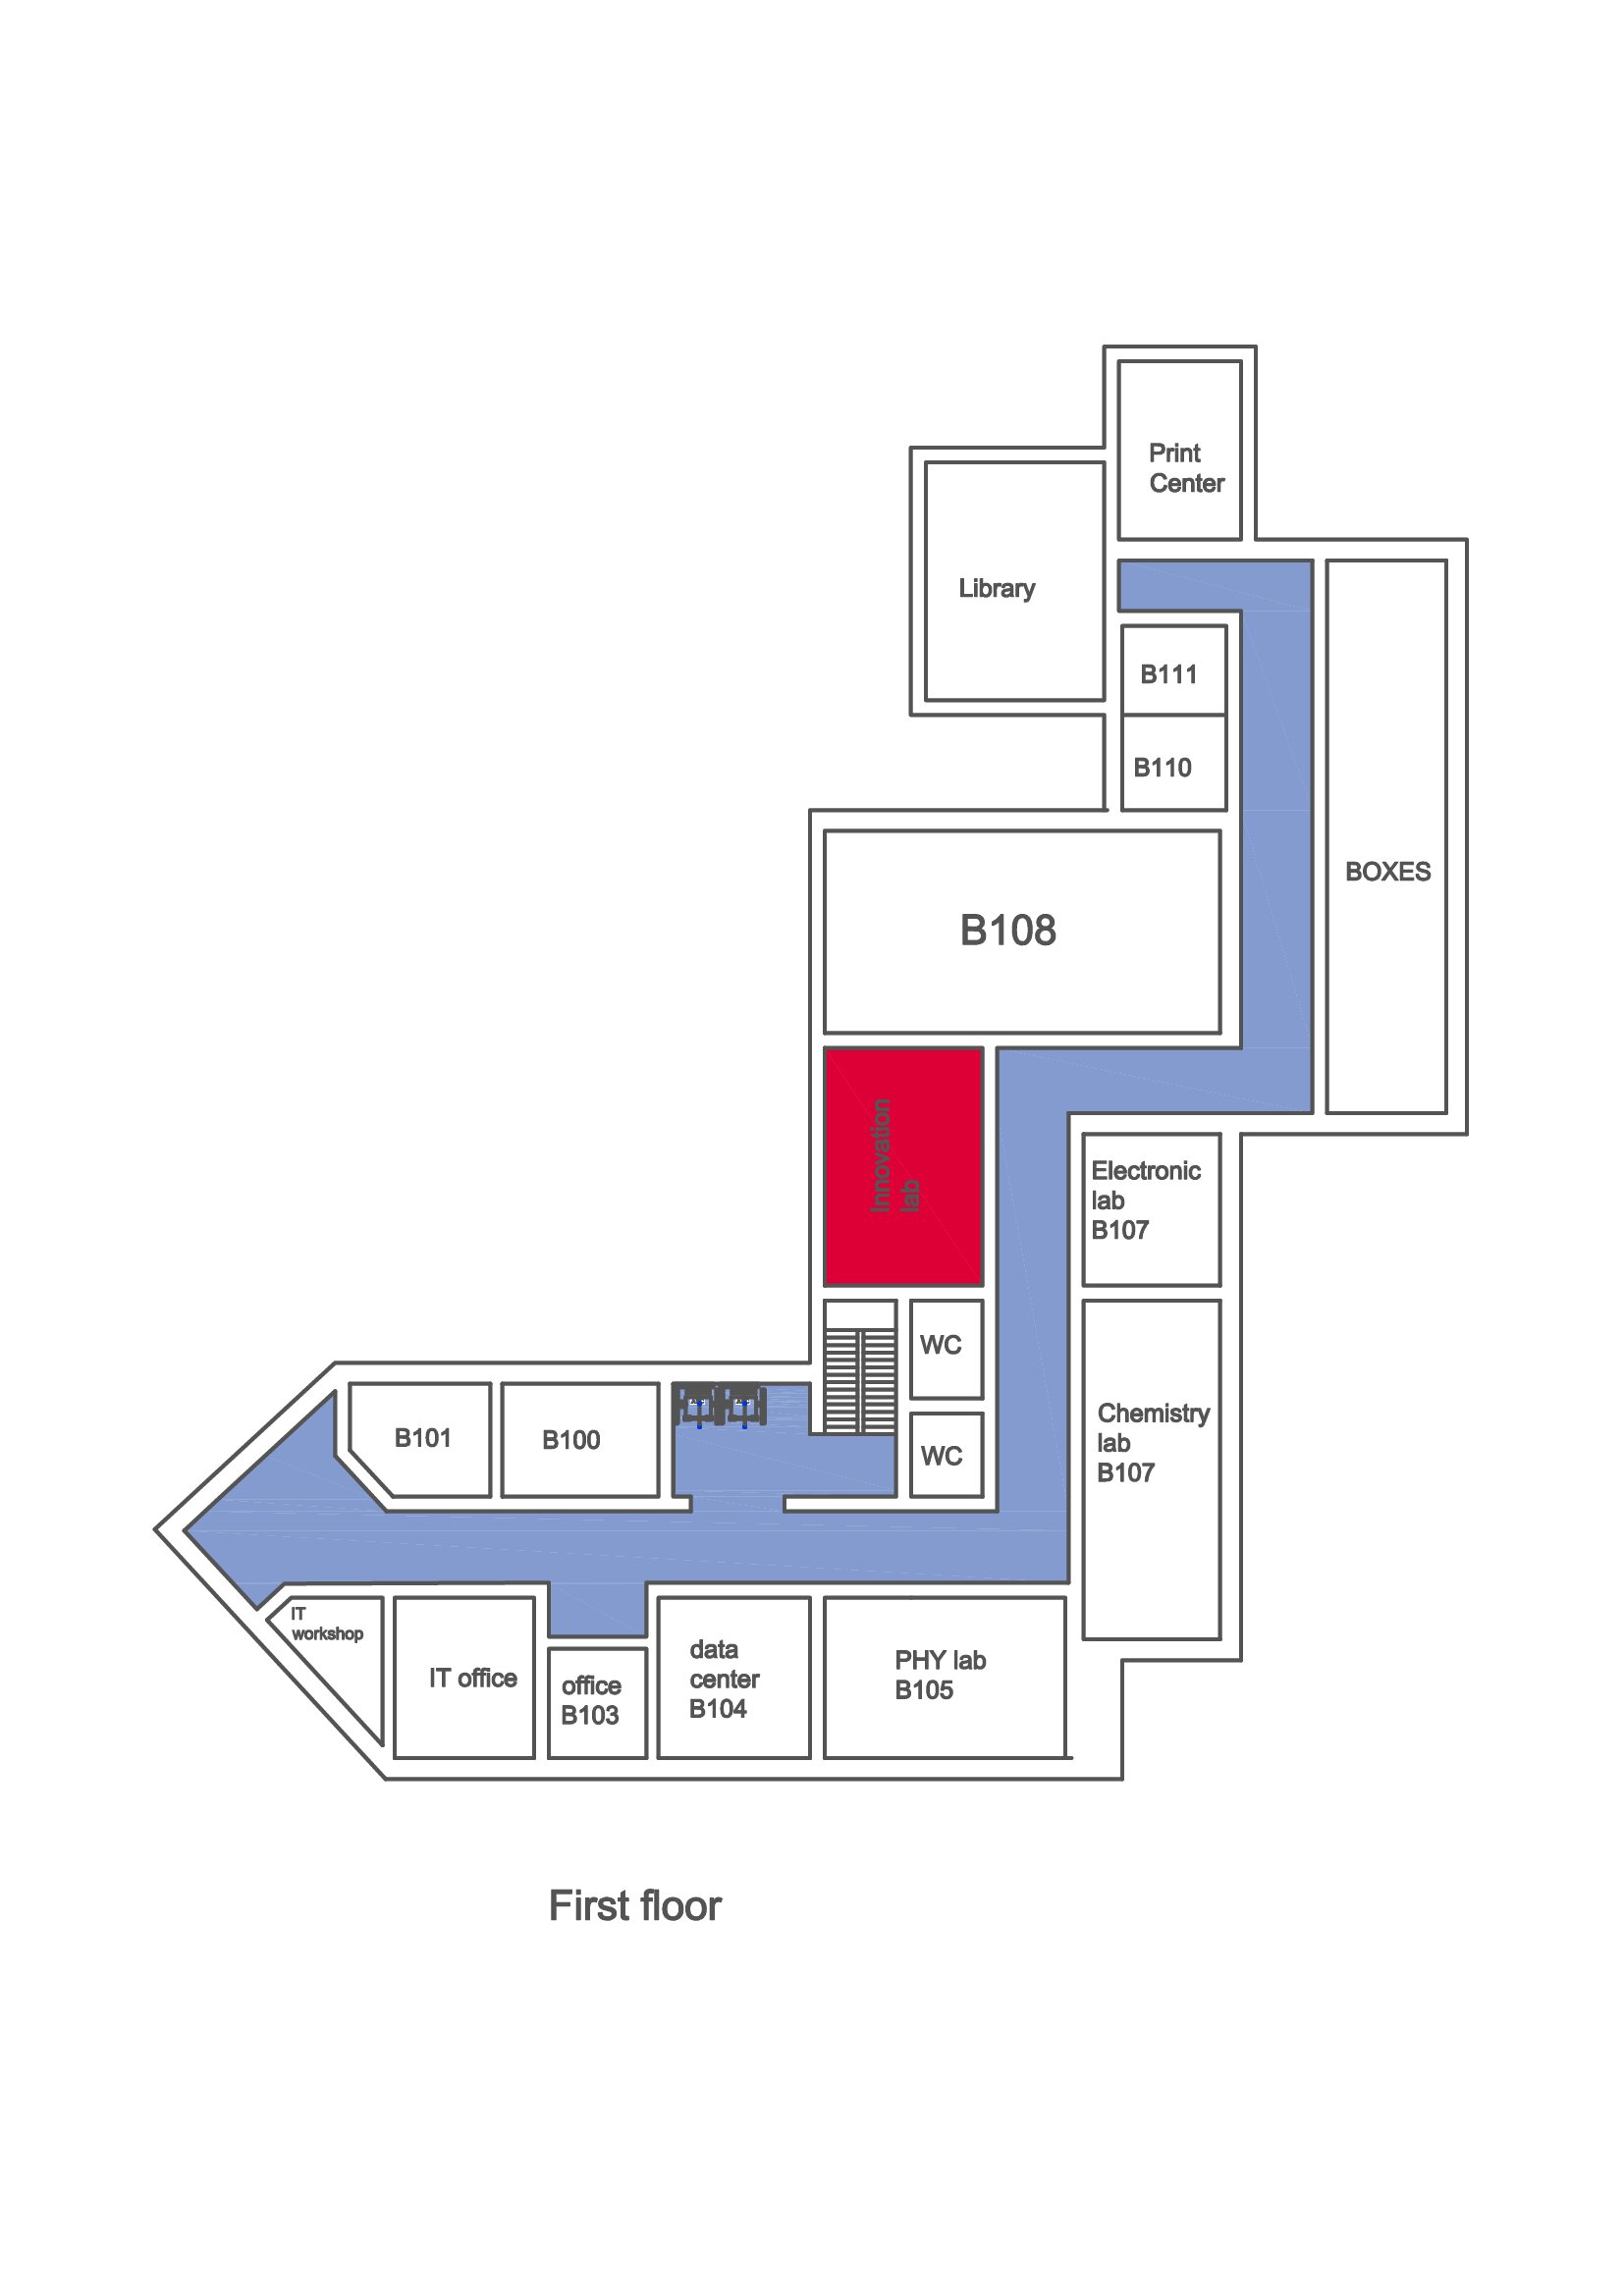 Print
Center
Library
B111
B110
BOXES
B108
Innovation
lab
Electronic
lab
B107
WC
Chemistry
lab
B107
WC
B101
B100
IT
workshop
IT office
office
B103
data
center
B104
PHY lab
B105
First floor